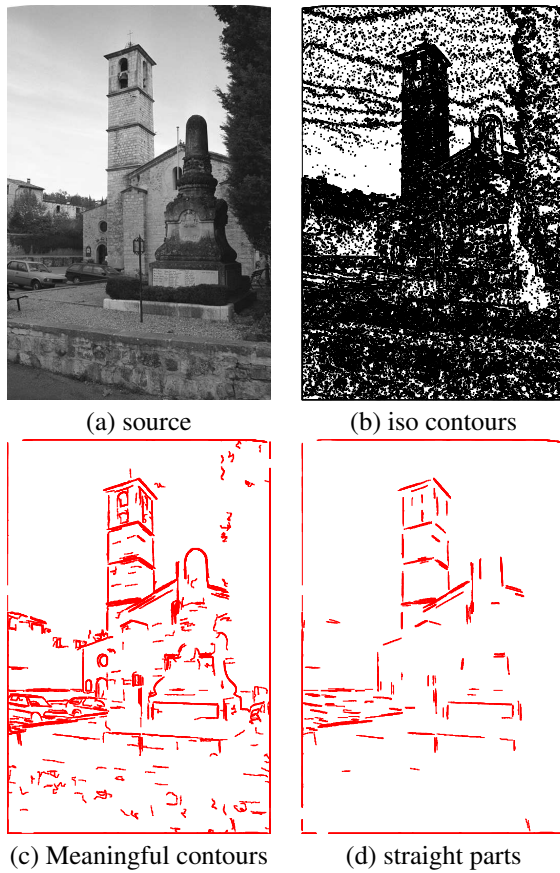 (a) source
(b) iso contours
(c) Meaningful contours
(d) straight parts